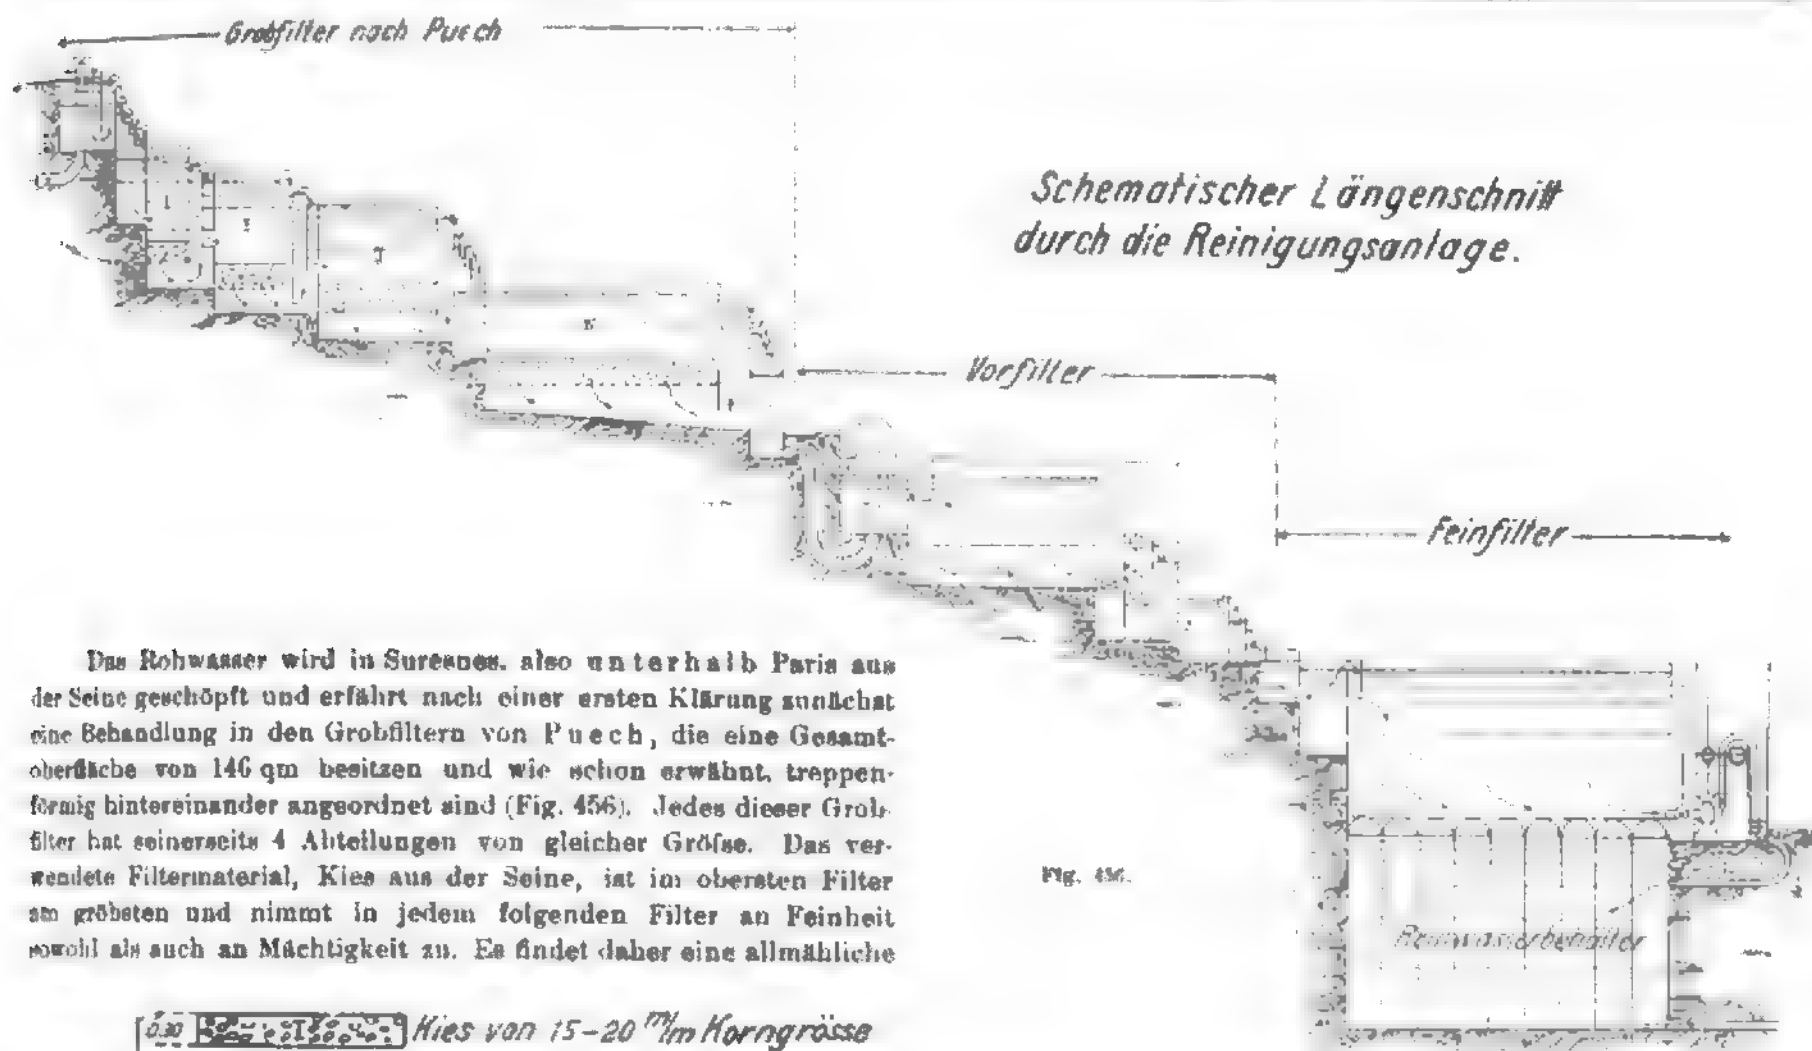 Grobfilter nach Puech
Schematischer Längenschnitt
durch die Reinigungsanlage.
Vorfilter
Feinfilter
Das Rohwasser wird in Suresnes, also unterhalb Paris aus
der Seine geschöpft und erfährt nach einer ersten Klärung zunächst
eine Behandlung in den Grobfiltern von Puech, die eine Gesamt-
oberfläche von 146 qm besitzen und wie schon erwähnt, treppen-
förmig hintereinander angeordnet sind (Fig. 456). Jedes dieser Grob-
filter hat seinerseits 4 Abteilungen von gleicher Größe. Das ver-
wendete Filtermaterial, Kies aus der Seine, ist im obersten Filter
am gröbsten und nimmt in jedem folgenden Filter an Feinheit
sowohl als auch an Mächtigkeit zu. Es findet daher eine allmähliche
Fig. 456.
Reinwasserbehälter
0.30 I Kies von 15-20 m/m Korngrösse